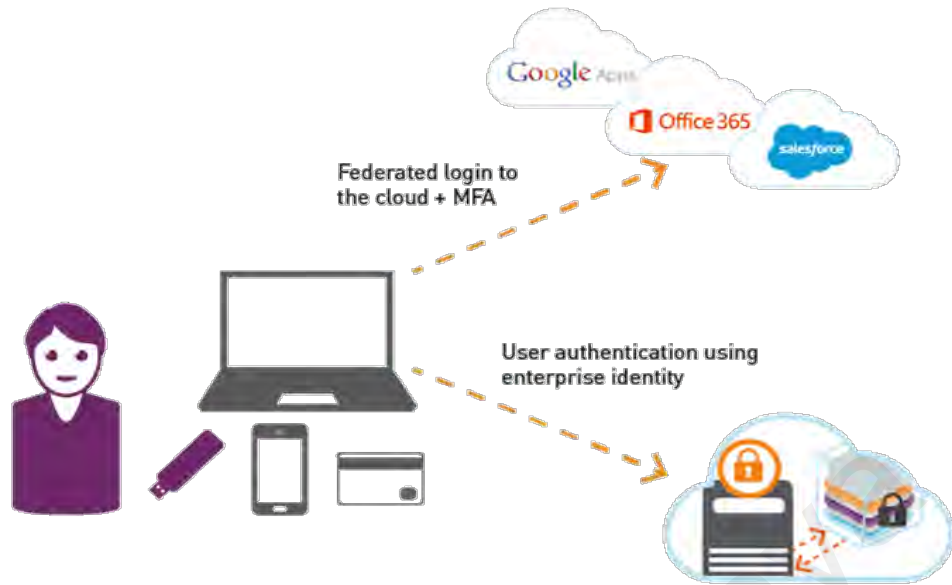 Google Apps
Office 365
salesforce
Federated login to
the cloud + MFA
User authentication using
enterprise identity